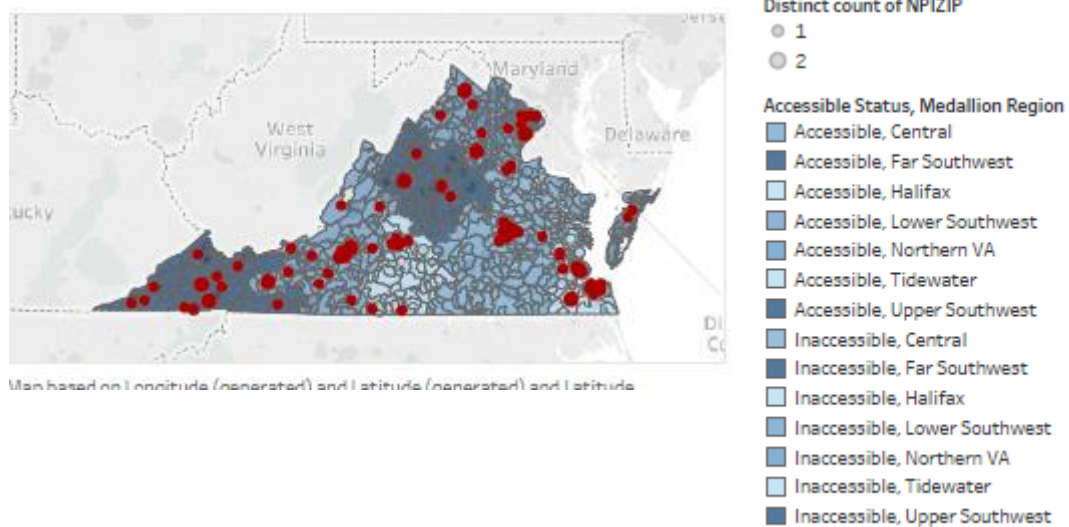 Distinct count of NPIZIP
1
2
Maryland
West
Virginia
Delaware
Accessible Status, Medallion Region
Accessible, Central
Accessible, Far Southwest
Accessible, Halifax
Accessible, Lower Southwest
Accessible, Northern VA
Accessible, Tidewater
Accessible, Upper Southwest
Inaccessible, Central
Inaccessible, Far Southwest
Inaccessible, Halifax
Inaccessible, Lower Southwest
Inaccessible, Northern VA
Inaccessible, Tidewater
Inaccessible, Upper Southwest
ucky
Di
Map based on Longitude (generated) and Latitude (generated) and Latitude